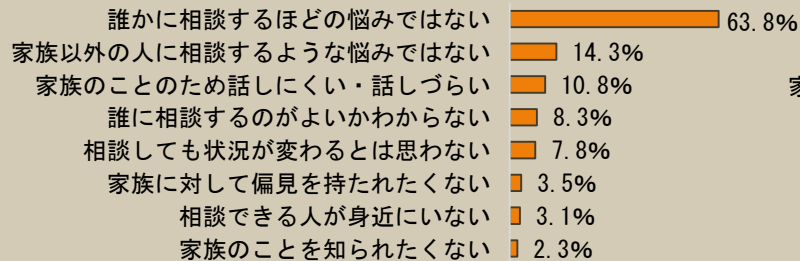 誰かに相談するほどの悩みではない 63.8%
家族以外の人に相談するような悩みではない 14.3%
家族のことのため話しにくい・話しづらい 10.8%
誰に相談するのがよいかわからない 8.3%
相談しても状況が変わるとは思わない 7.8%
家族に対して偏見を持たれたくない 3.5%
相談できる人が身近にいない 3.1%
家族のことを知られたくない 2.3%